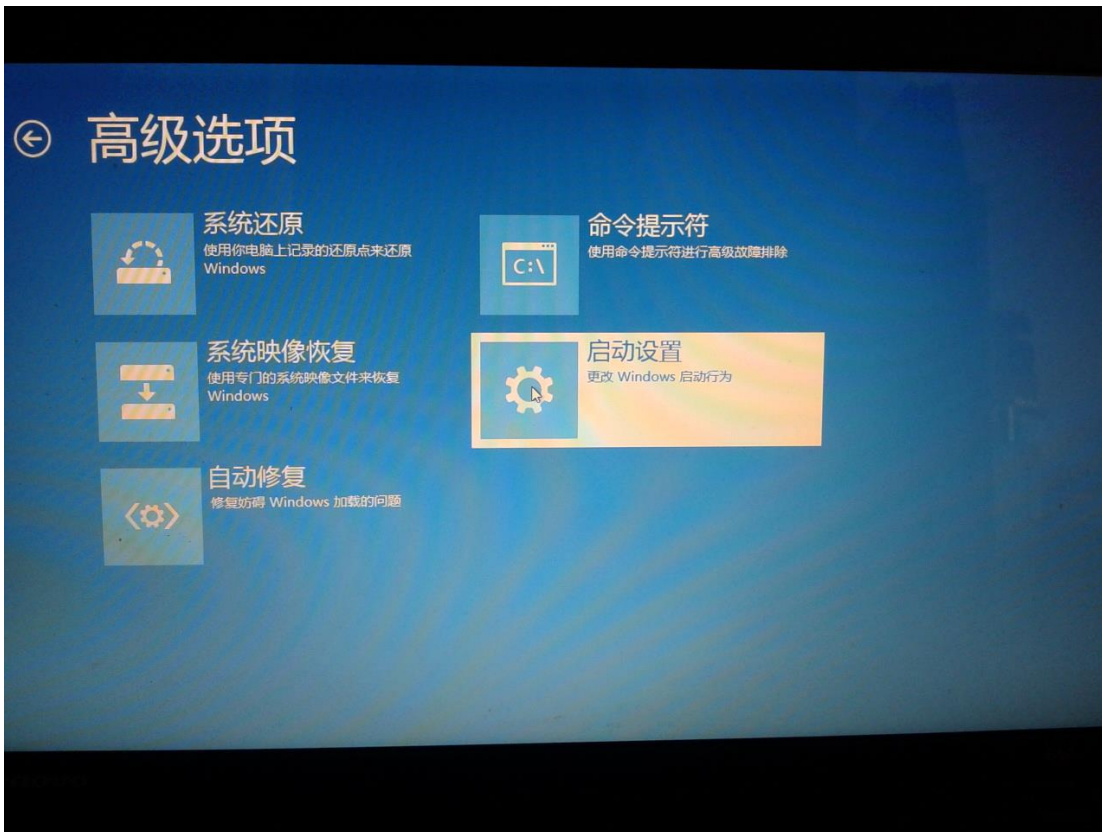 高级选项
系统还原
使用你电脑上记录的还原点来还原
Windows
命令提示符
使用命令提示符进行高级故障排除
C:\
系统映像恢复
使用专门的系统映像文件来恢复
Windows
启动设置
更改 Windows 启动行为
自动修复
修复妨碍 Windows 加载的问题